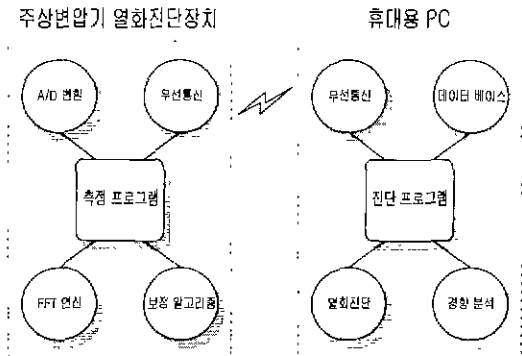 주상변압기 열화진단장치
휴대용 PC
A/D 변환
무선통신
무선통신
데이터 베이스
측정 프로그램
진단 프로그램
FFT 연산
보정 알고리즘
열화진단
경향 분석